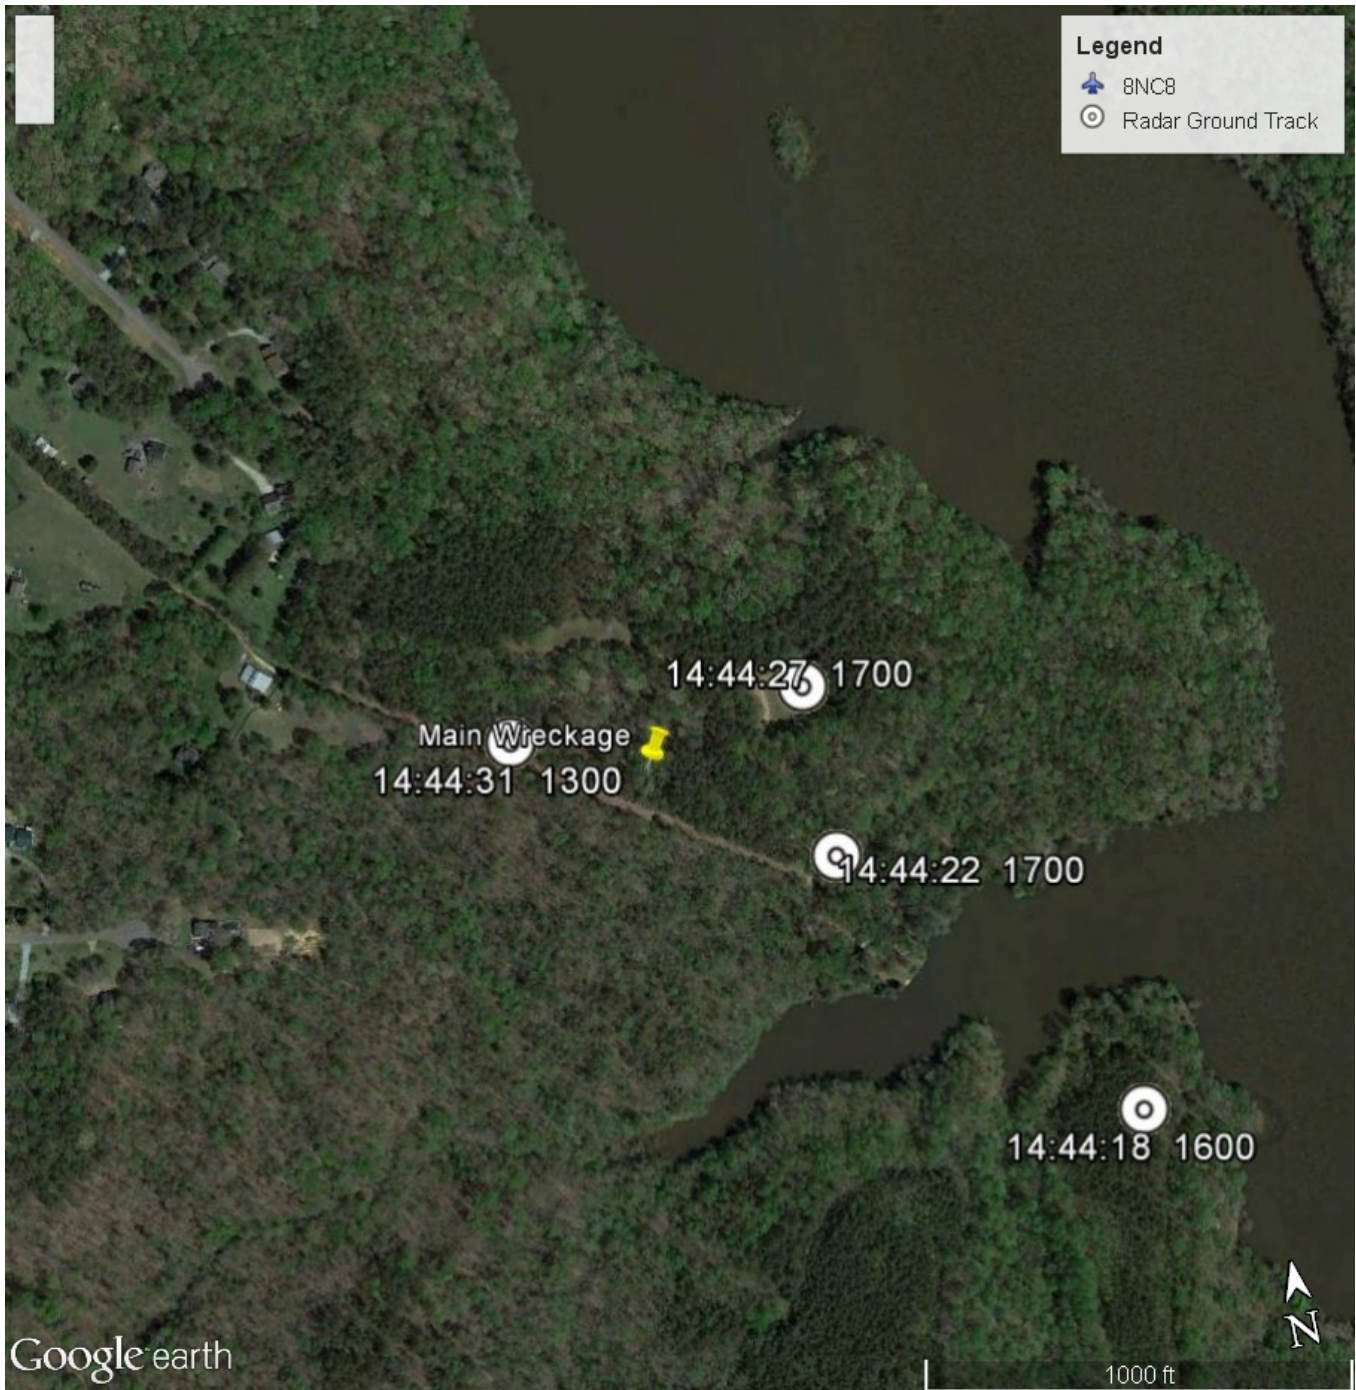 Legend
8NC8
Radar Ground Track
14:44:27 1700
Main Wreckage
14:44:31 1300
14:44:22 1700
14:44:18 1600
N
Google earth
1000 ft